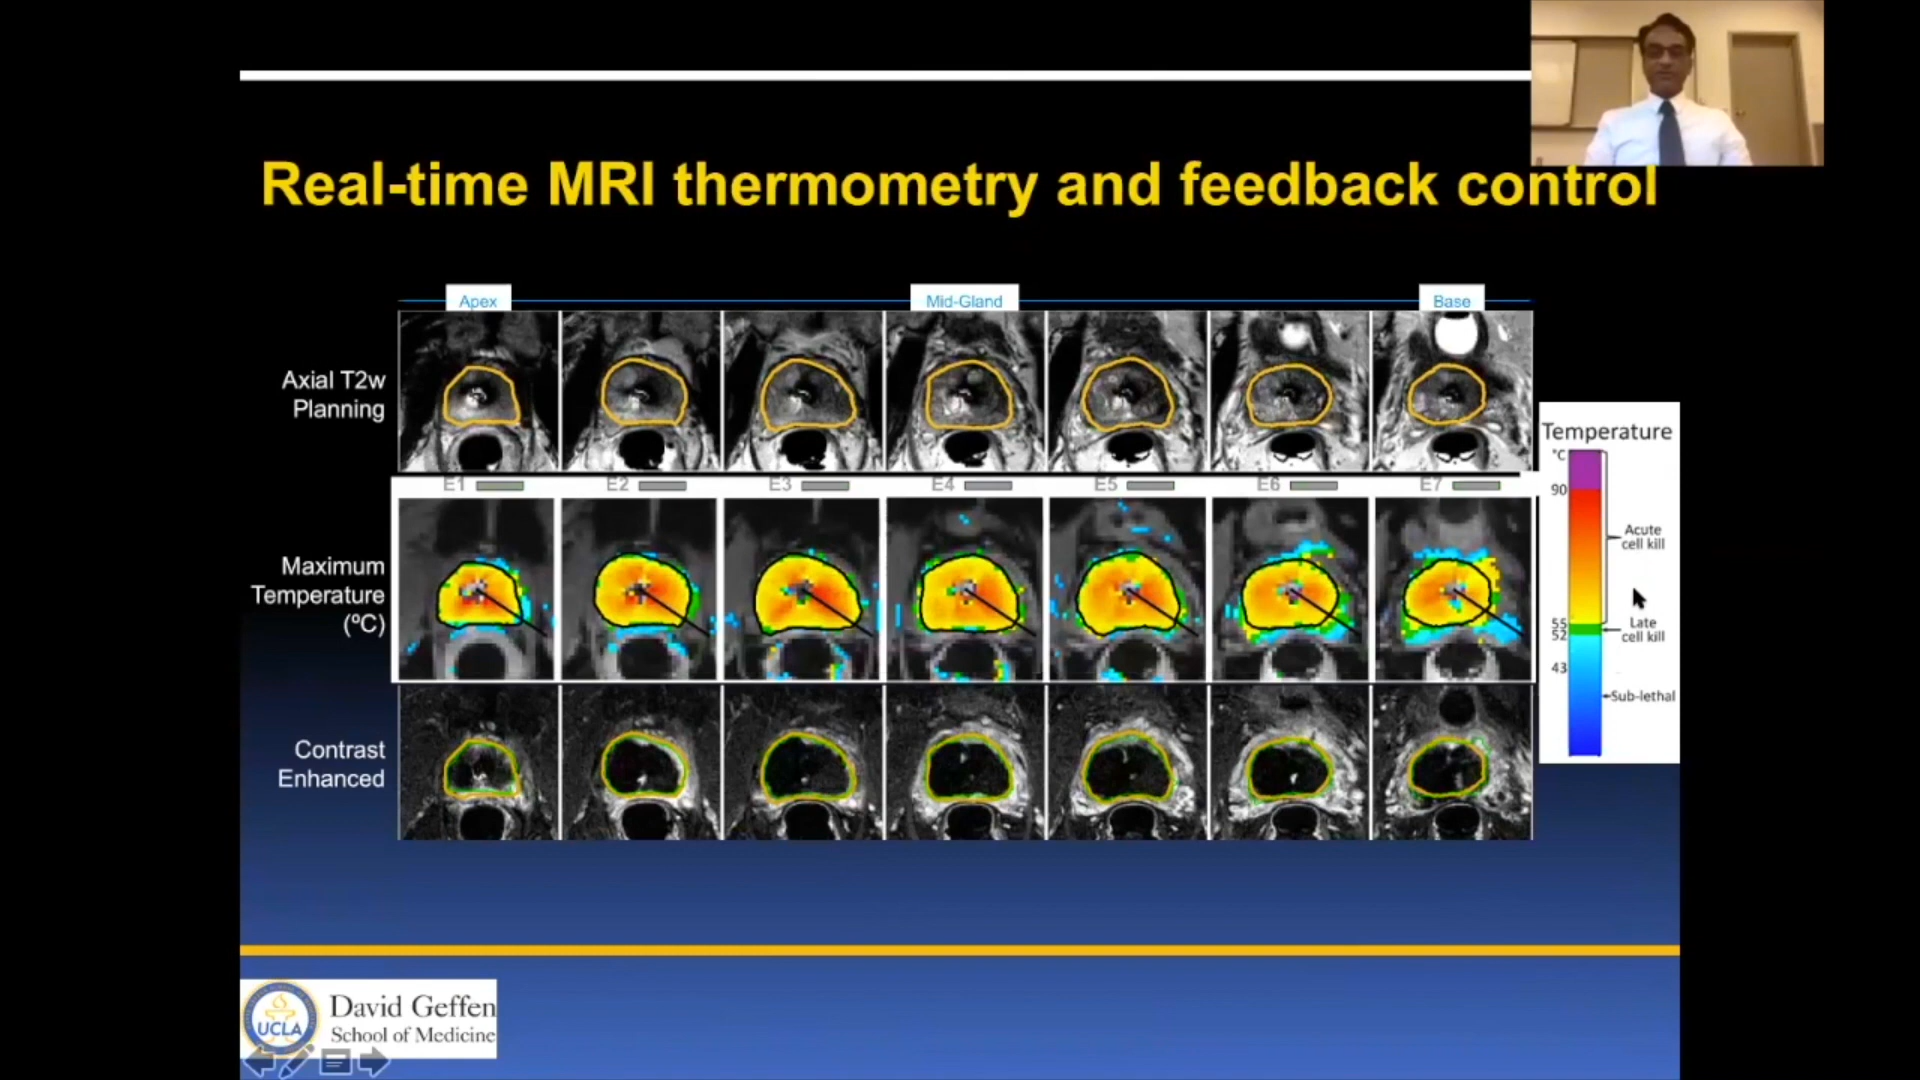 Real-time MRI thermometry and feedback control
Apex
Mid-Gland
Base
Axial T2w
Planning
E1
E2
E3
E4
E5
E6
E7
Maximum
Temperature
(ºC)
Contrast
Enhanced
Temperature
°C
90
55
52
43
Acute
cell kill
Late
cell kill
Sub-lethal
UCLA
David Geffen
School of Medicine